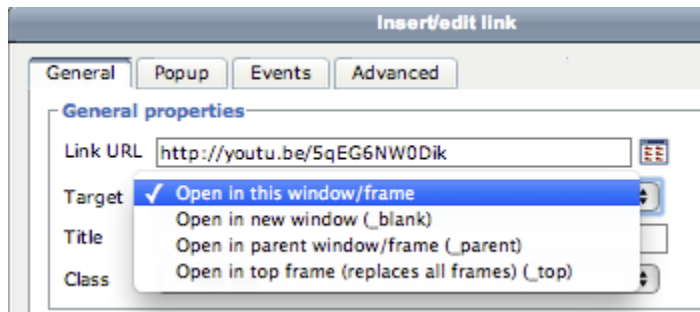 Insert/edit link
General Popup Events Advanced
General properties
Link URL http://youtu.be/5qEG6NW0Dik
Target ✓ Open in this window/frame
Open in new window (_blank)
Title
Open in parent window/frame (_parent)
Open in top frame (replaces all frames) (_top)
Class